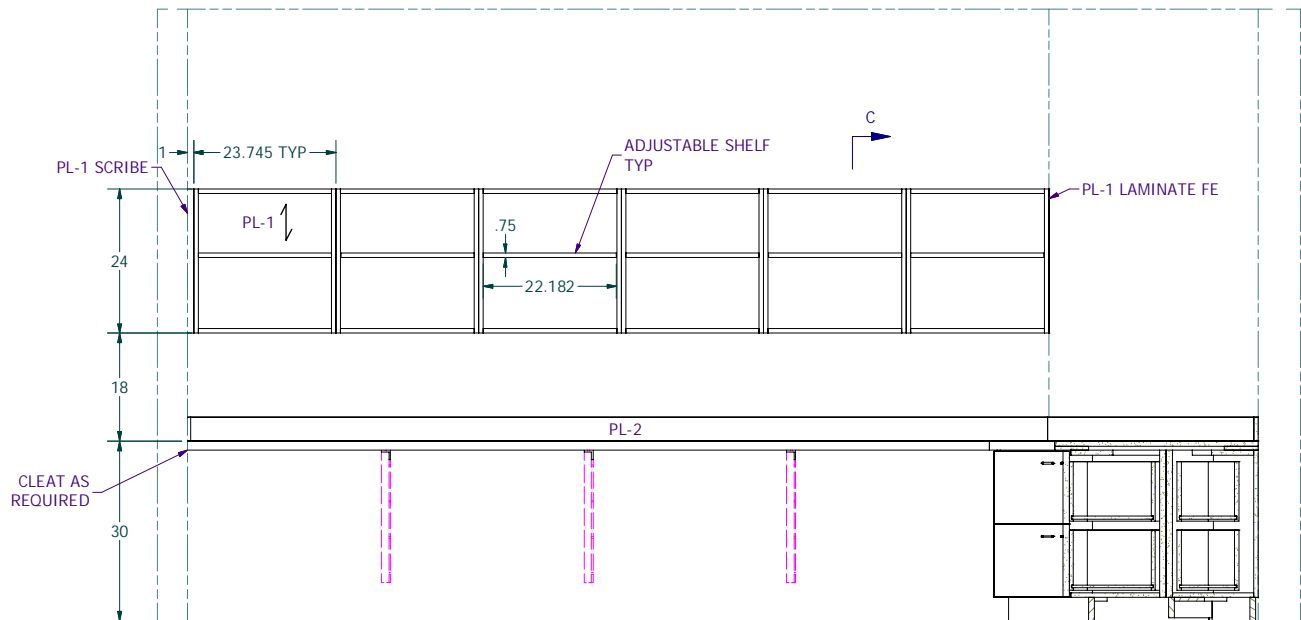 C
1
23.745 TYP
ADJUSTABLE SHELF
TYP
PL-1 SCRIBE
PL-1 LAMINATE FE
PL-1
.75
24
22.182
18
PL-2
CLEAT AS
REQUIRED
30